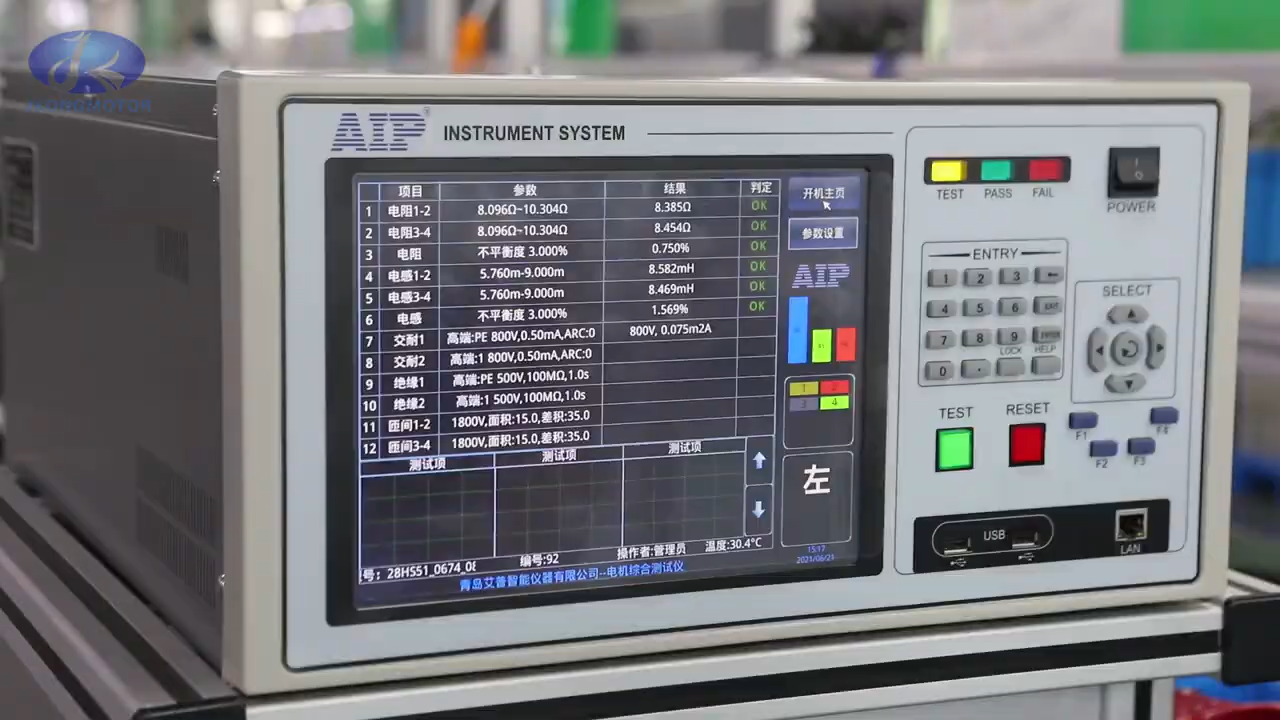 JKONGMOTOR
AIP® INSTRUMENT SYSTEM
项目 参数 结果 判定
1 电阻1-2 8.096Ω~10.304Ω 8.385Ω OK
2 电阻3-4 8.096Ω~10.304Ω 8.454Ω OK
3 电阻 不平衡度 3.000% 0.750% OK
4 电感1-2 5.760m-9.000m 8.582mH OK
5 电感3-4 5.760m-9.000m 8.469mH OK
6 电感 不平衡度 3.000% 1.569% OK
7 交耐1 高端:PE 800V,0.50mA,ARC:0 800V, 0.075m2A
8 交耐2 高端:1 800V,0.50mA,ARC:0
9 绝缘1 高端:PE 500V,100MΩ,1.0s
10 绝缘2 高端:1 500V,100MΩ,1.0s
11 匝间1-2 1800V,面积:15.0,差积:35.0
12 匝间3-4 1800V,面积:15.0,差积:35.0
测试项 测试项 测试项
号：28HS51_0674_08 编号:92 操作者:管理员 温度:30.4℃
青岛艾普智能仪器有限公司--电机综合测试仪
开机主页
参数设置
AIP
1 2
3 4
左
15:17
2021/06/21
TEST PASS FAIL
POWER
ENTRY
1 2 3
4 5 6
7 8 9
LOCK HELP
0 .
SELECT
TEST RESET
F1 F4
F2 F3
USB
LAN